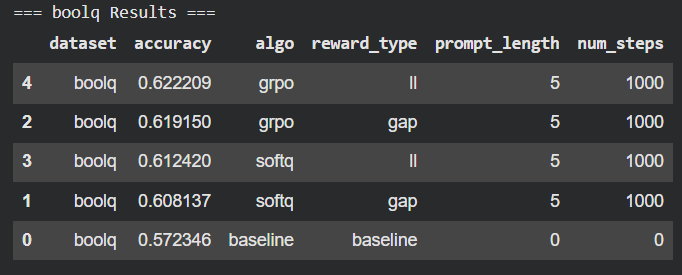 === boolq Results ===
dataset accuracy algo reward_type prompt_length num_steps
4 boolq 0.622209 grpo ll 5 1000
2 boolq 0.619150 grpo gap 5 1000
3 boolq 0.612420 softq ll 5 1000
1 boolq 0.608137 softq gap 5 1000
0 boolq 0.572346 baseline baseline 0 0